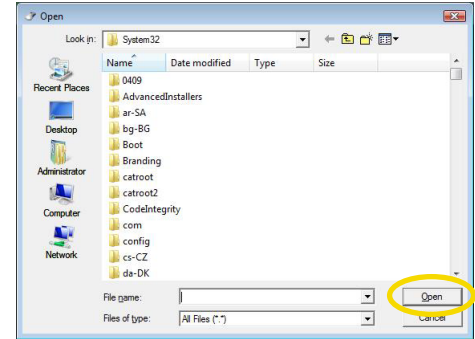 Open
Look in: System32
Name Date modified Type Size
0409
AdvancedInstallers
ar-SA
bg-BG
Boot
Branding
catroot
catroot2
CodeIntegrity
com
config
cs-CZ
da-DK
Recent Places
Desktop
Administrator
Computer
Network
File name:
Open
Files of type: All Files (*.*)
Cancel